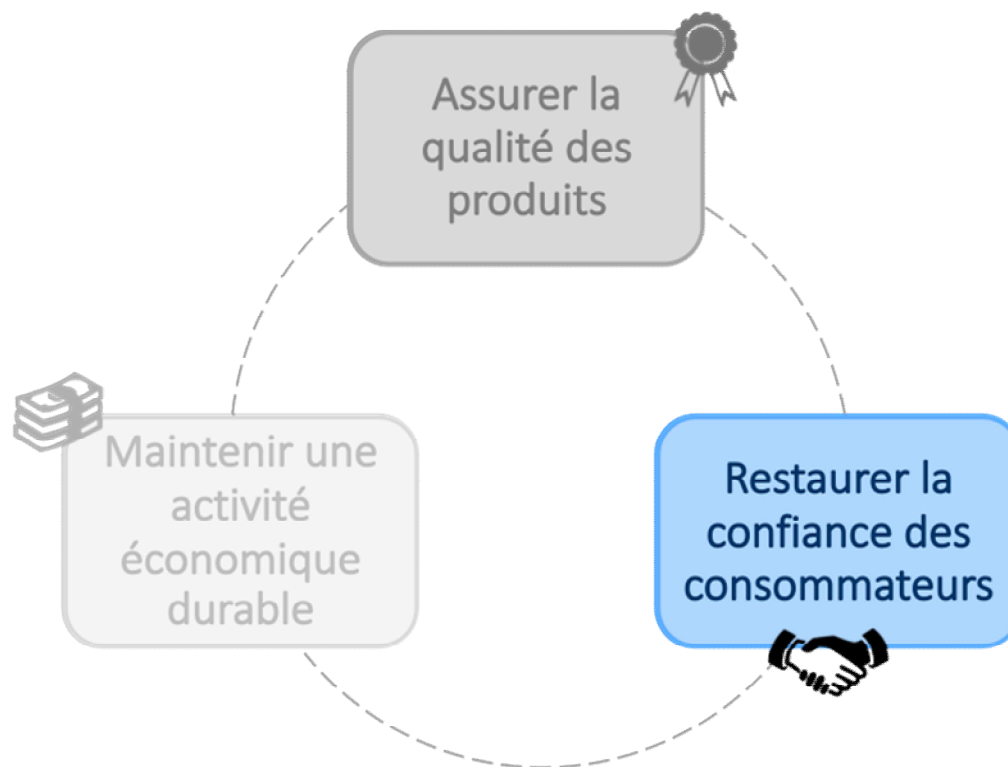 Assurer la
qualité des
produits
Maintenir une
activité
économique
durable
Restaurer la
confiance des
consommateurs